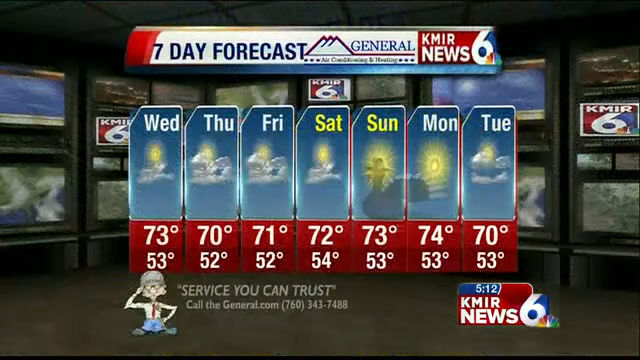 7 DAY FORECAST
GENERAL
Air Conditioning & Heating
KMIR
NEWS 6
KMIR
6
KMIR
6
KMIR
6
Wed Thu Fri Sat Sun Mon Tue
73° 70° 71° 72° 73° 74° 70°
53° 52° 52° 54° 53° 53° 53°
"SERVICE YOU CAN TRUST"
Call the General.com (760) 343-7488
5:12
KMIR
NEWS 6